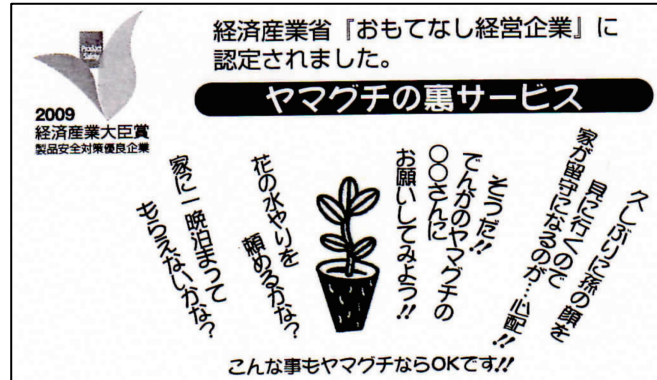 Product
Safety
2009
経済産業大臣賞
製品安全対策優良企業
経済産業省『おもてなし経営企業』に
認定されました。
ヤマグチの裏サービス
久しぶりに孫の顔を
見に行くので
家が留守になるのが…心配!!
そうだ!!
でんかのヤマグチの
○○さんに
お願いしてみよう!!
花の水やりを
頼めるかな?
家に一晩泊まって
もらえないかな?
こんな事もヤマグチならOKです!!